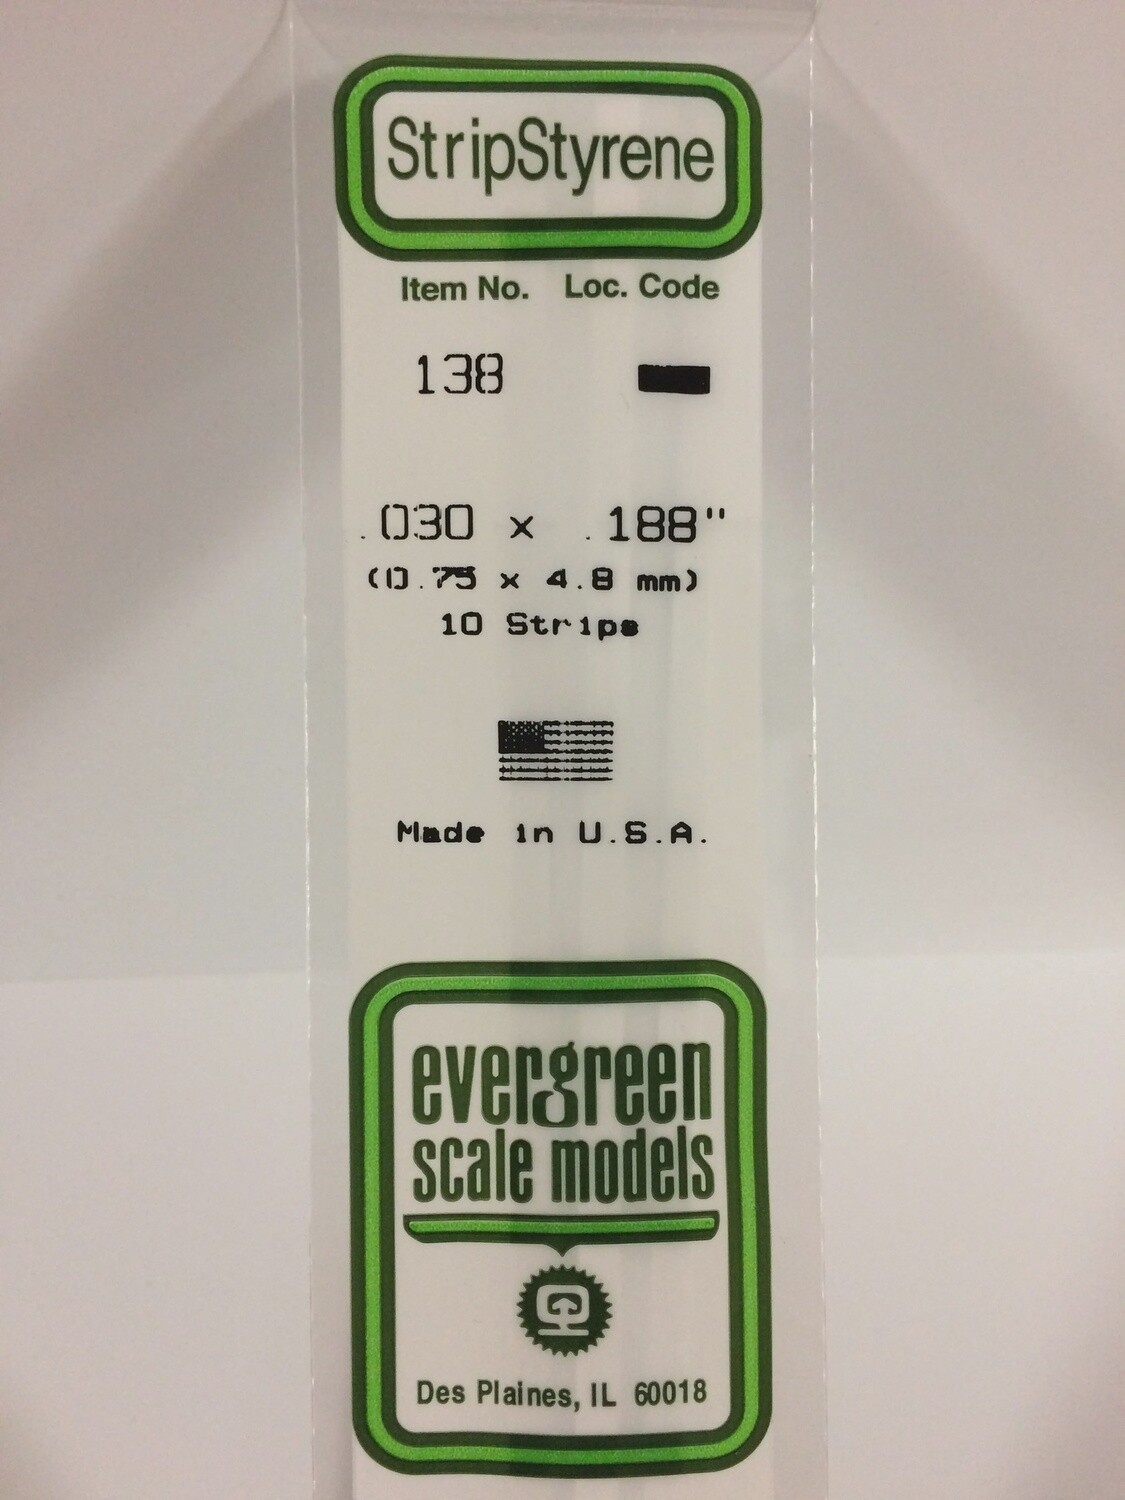 StripStyrene
Item No. Loc. Code
138
.030 x .188"
(0.75 x 4.8 mm)
10 Strips
Made in U.S.A.
evergreen
scale models
Des Plaines, IL 60018